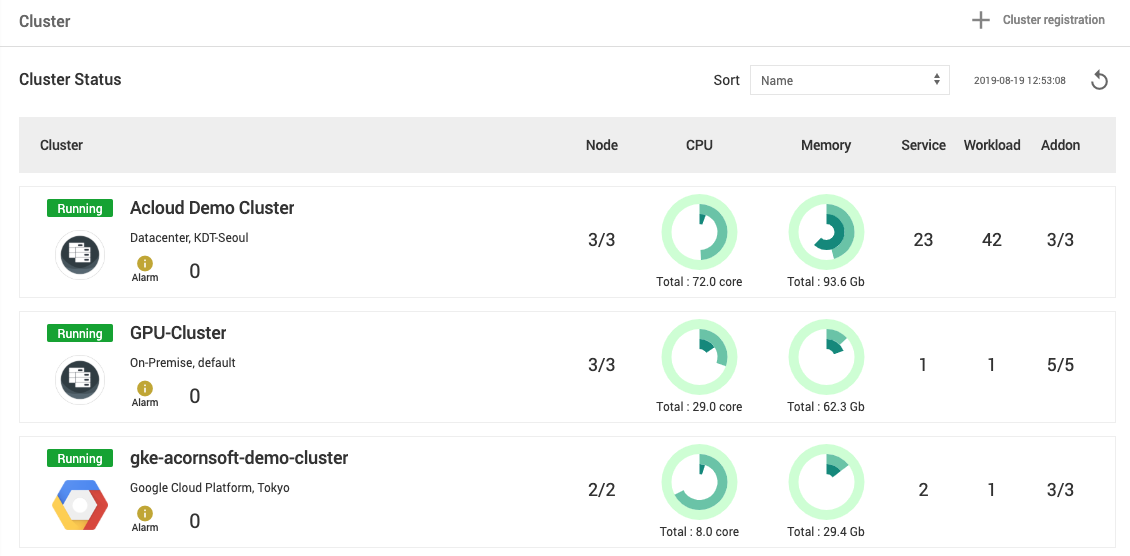 Cluster
Cluster registration
Cluster Status
Sort
Name
2019-08-19 12:53:08
Cluster Node CPU Memory Service Workload Addon
Running
Acloud Demo Cluster
Datacenter, KDT-Seoul
Alarm
0
3/3
Total : 72.0 core
Total : 93.6 Gb
23
42
3/3
Running
GPU-Cluster
On-Premise, default
Alarm
0
3/3
Total : 29.0 core
Total : 62.3 Gb
1
1
5/5
Running
gke-acornsoft-demo-cluster
Google Cloud Platform, Tokyo
Alarm
0
2/2
Total : 8.0 core
Total : 29.4 Gb
2
1
3/3